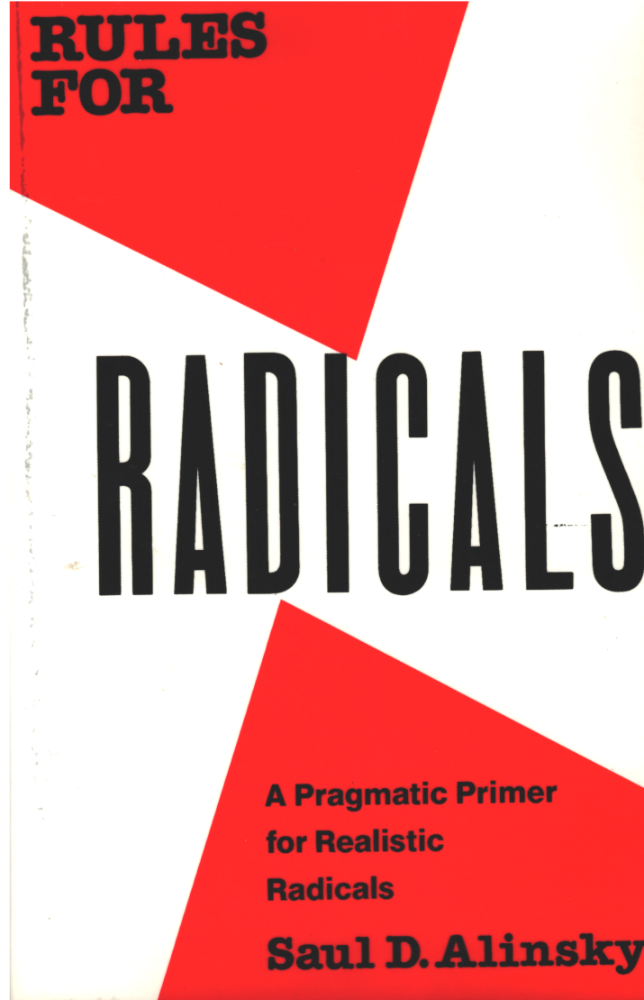 RULES
FOR
RADICALS
A Pragmatic Primer
for Realistic
Radicals
Saul D. Alinsky